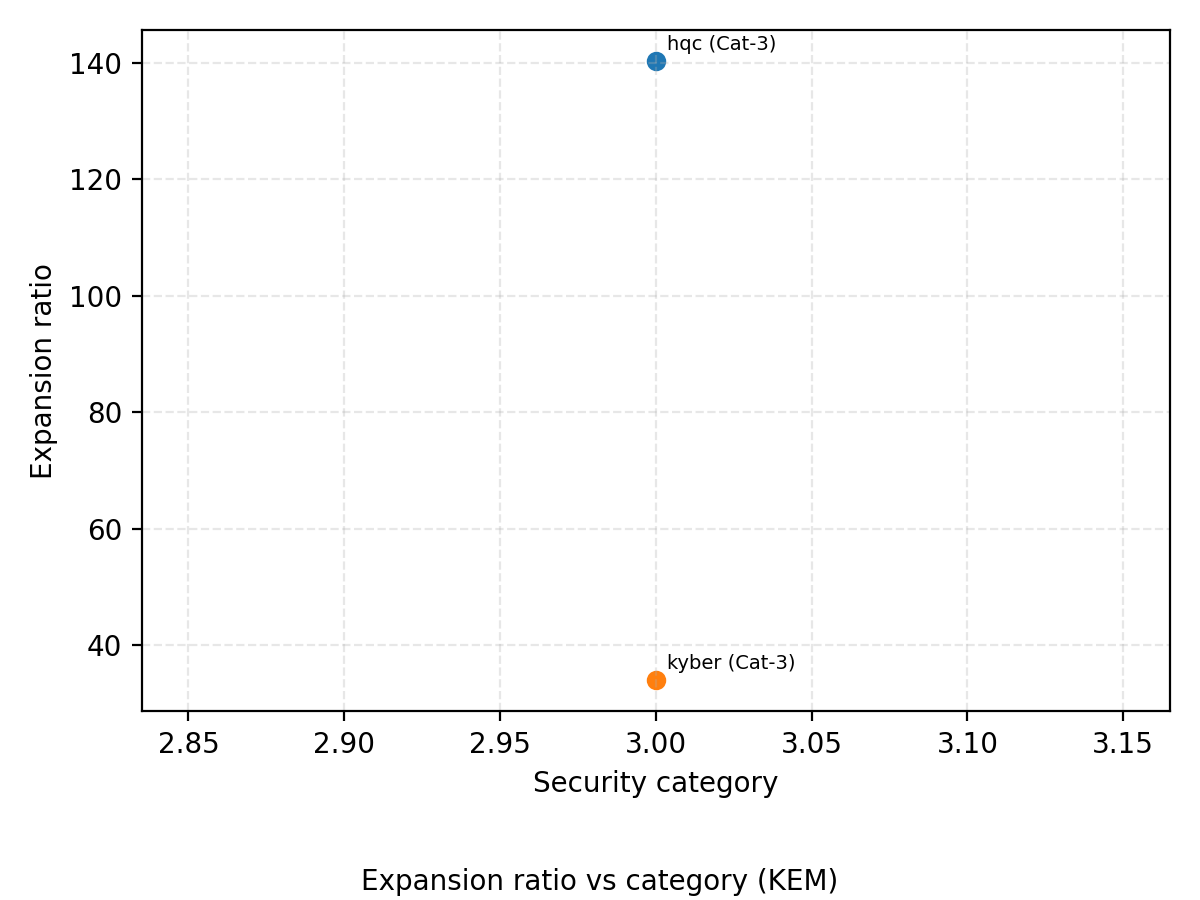 hqc (Cat-3)
140
120
100
80
60
40
Expansion ratio
kyber (Cat-3)
2.85 2.90 2.95 3.00 3.05 3.10 3.15
Security category
Expansion ratio vs category (KEM)